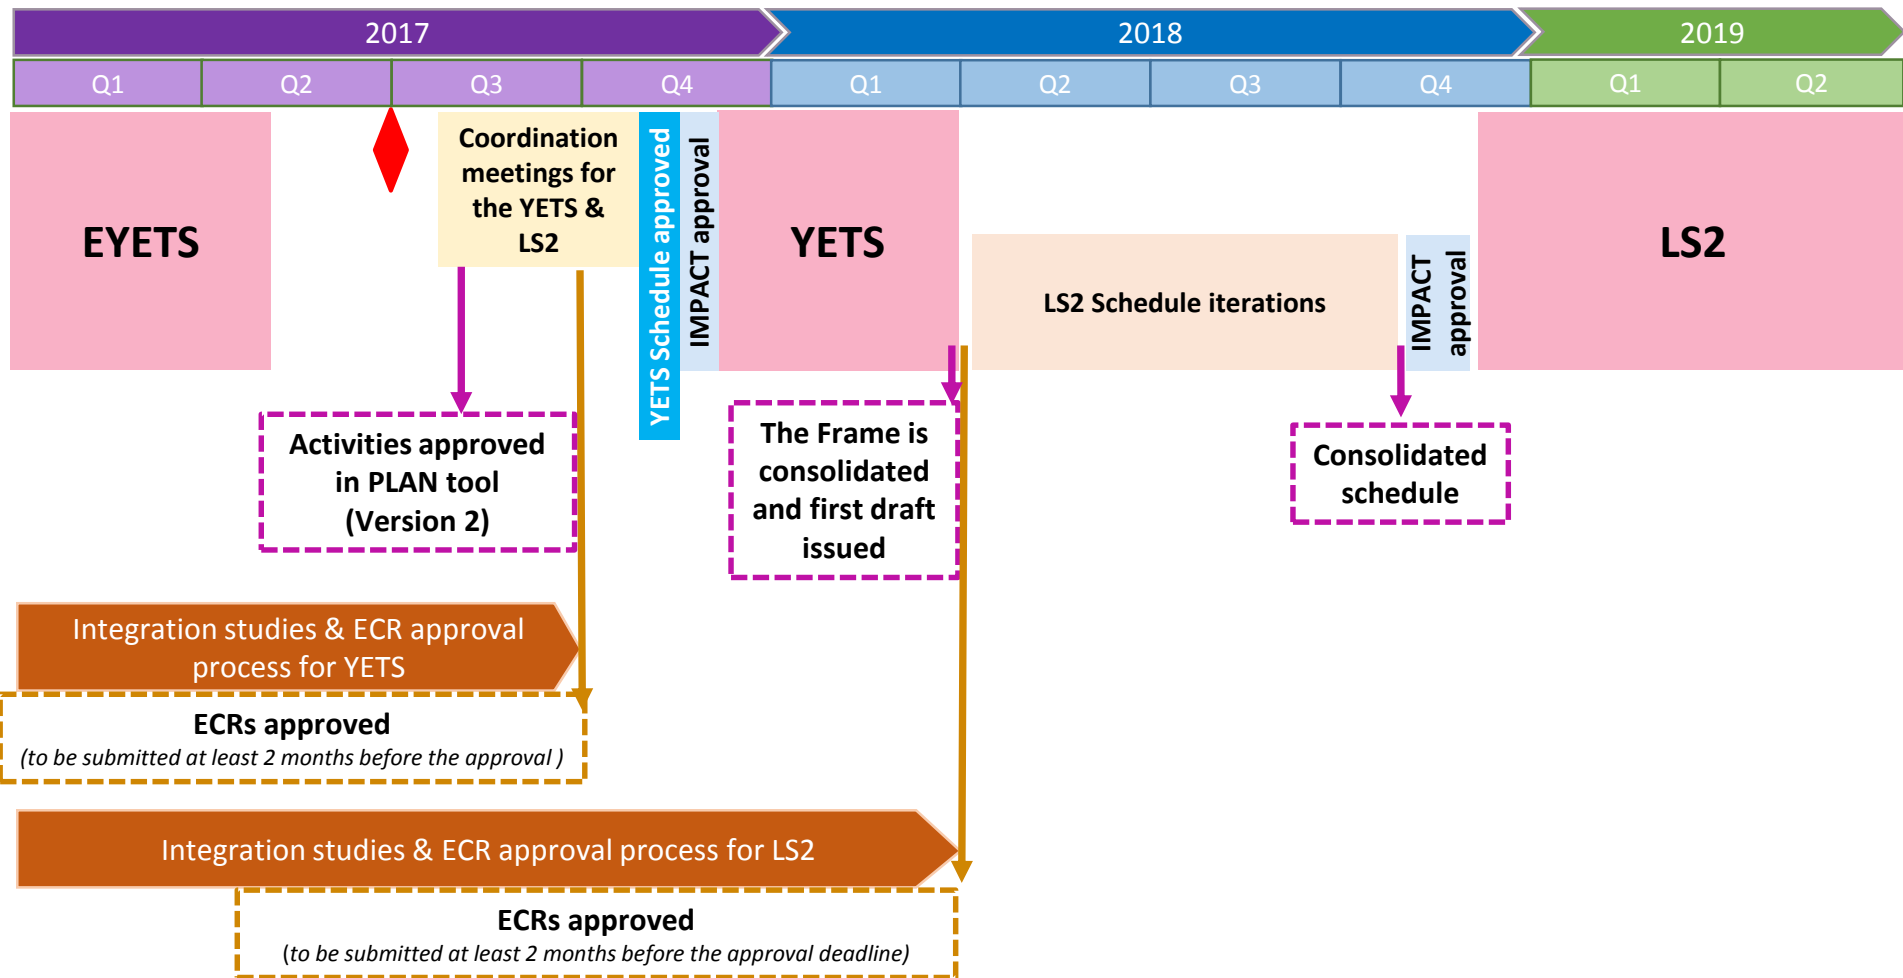 2017
2018
2019
Q1
Q2
Q3
Q4
Q1
Q2
Q3
Q4
Q1
Q2
EYETS
Coordination
meetings for
the YETS &
LS2
YETS Schedule approved
IMPACT approval
YETS
LS2 Schedule iterations
IMPACT
approval
LS2
Activities approved
in PLAN tool
(Version 2)
The Frame is
consolidated
and first draft
issued
Consolidated
schedule
Integration studies & ECR approval
process for YETS
ECRs approved
(to be submitted at least 2 months before the approval )
Integration studies & ECR approval process for LS2
ECRs approved
(to be submitted at least 2 months before the approval deadline)